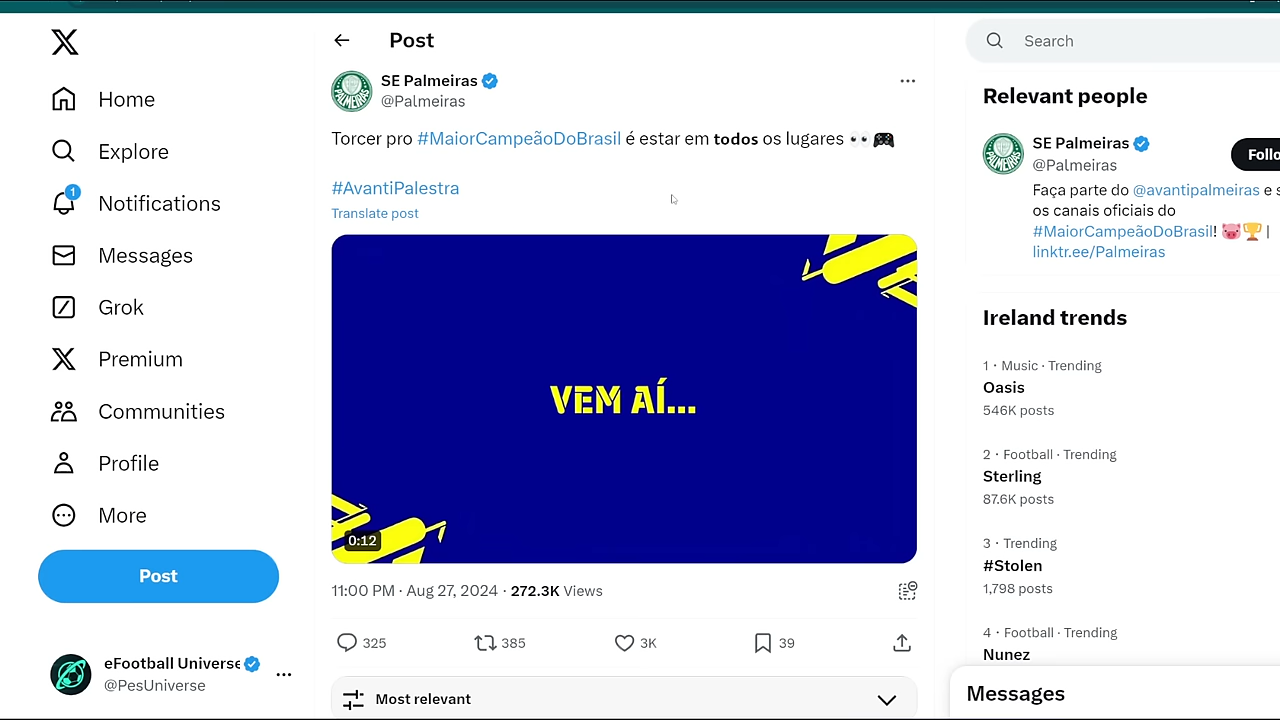 Home
Explore
1
Notifications
Messages
Grok
Premium
Communities
Profile
More
Post
eFootball Universe
@PesUniverse
Post
PALMEIRAS
SE Palmeiras
@Palmeiras
Torcer pro #MaiorCampeãoDoBrasil é estar em todos os lugares 👀🎮
#AvantiPalestra
Translate post
VEM AÍ...
0:12
11:00 PM · Aug 27, 2024 · 272.3K Views
325
385
3K
39
Most relevant
Search
Relevant people
PALMEIRAS
SE Palmeiras
@Palmeiras
Faça parte do @avantipalmeiras e
os canais oficiais do
#MaiorCampeãoDoBrasil! 🐷🏆 |
linktr.ee/Palmeiras
Ireland trends
1 · Music · Trending
Oasis
546K posts
2 · Football · Trending
Sterling
87.6K posts
3 · Trending
#Stolen
1,798 posts
4 · Football · Trending
Nunez
Messages